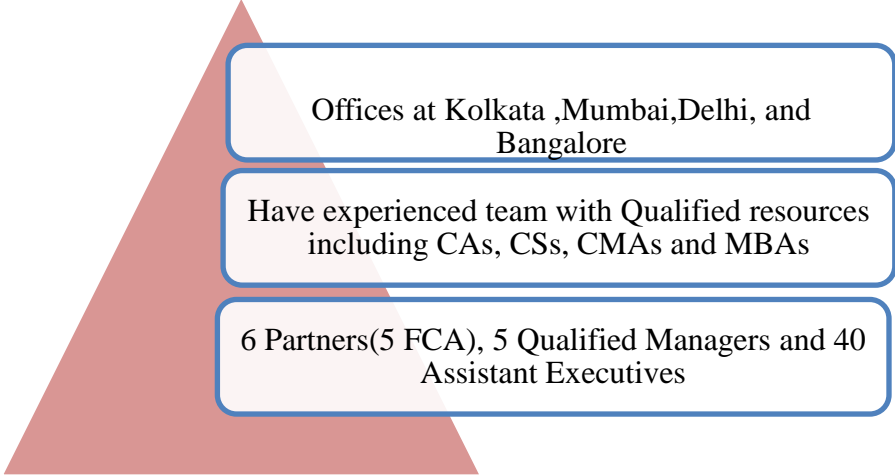 Offices at Kolkata ,Mumbai,Delhi, and
Bangalore
Have experienced team with Qualified resources
including CAs, CSs, CMAs and MBAs
6 Partners(5 FCA), 5 Qualified Managers and 40
Assistant Executives